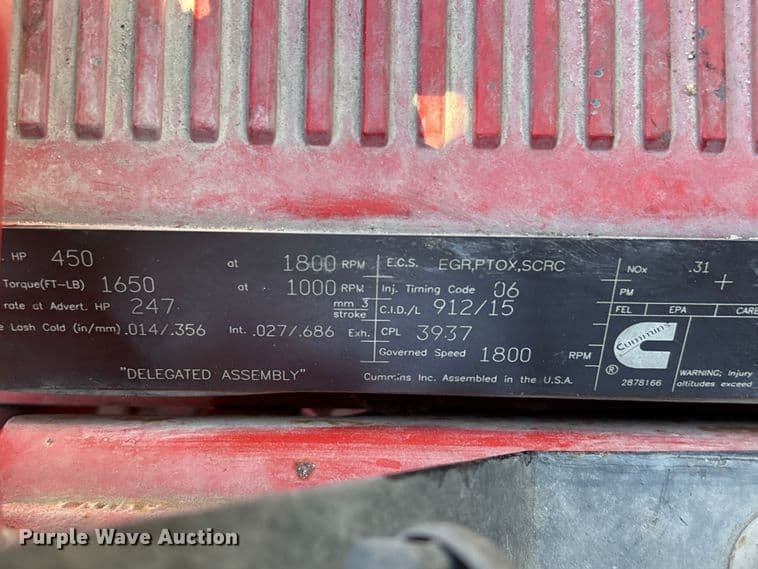 . HP 450 at 1800 RPM
Torque(FT-LB) 1650 at 1000 RPM
rate at Advert. HP 247 mm 3 stroke
e Lash Cold (in/mm) .014/.356 Int. .027/.686 Exh.
"DELEGATED ASSEMBLY"
E.C.S. EGR,PTOX,SCRC
Inj. Timing Code 06
C.I.D./L 912/15
CPL 3937
Governed Speed 1800 RPM
Cummins Inc. Assembled in the U.S.A.
NOx .31
PM +
FEL EPA CARB
Cummins
®
2878166
WARNING: Injury
altitudes exceed
Purple Wave Auction